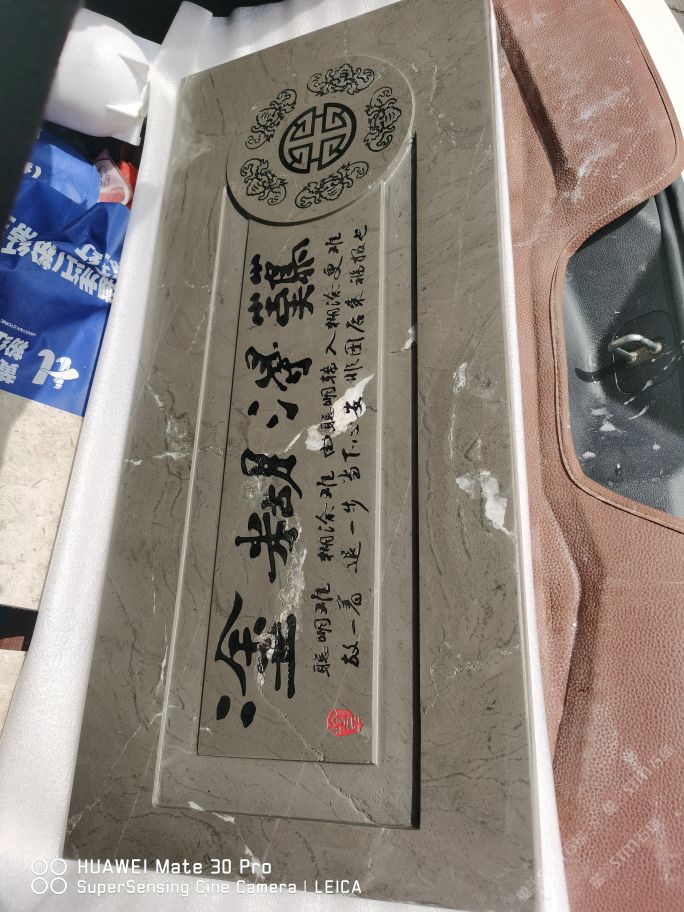 難得糊塗
聪明难 糊涂难 由聪明转入糊涂更难
放一着 退一步 当下心安 非图后来福报也
HUAWEI Mate 30 Pro
SuperSensing Cine Camera | LEICA